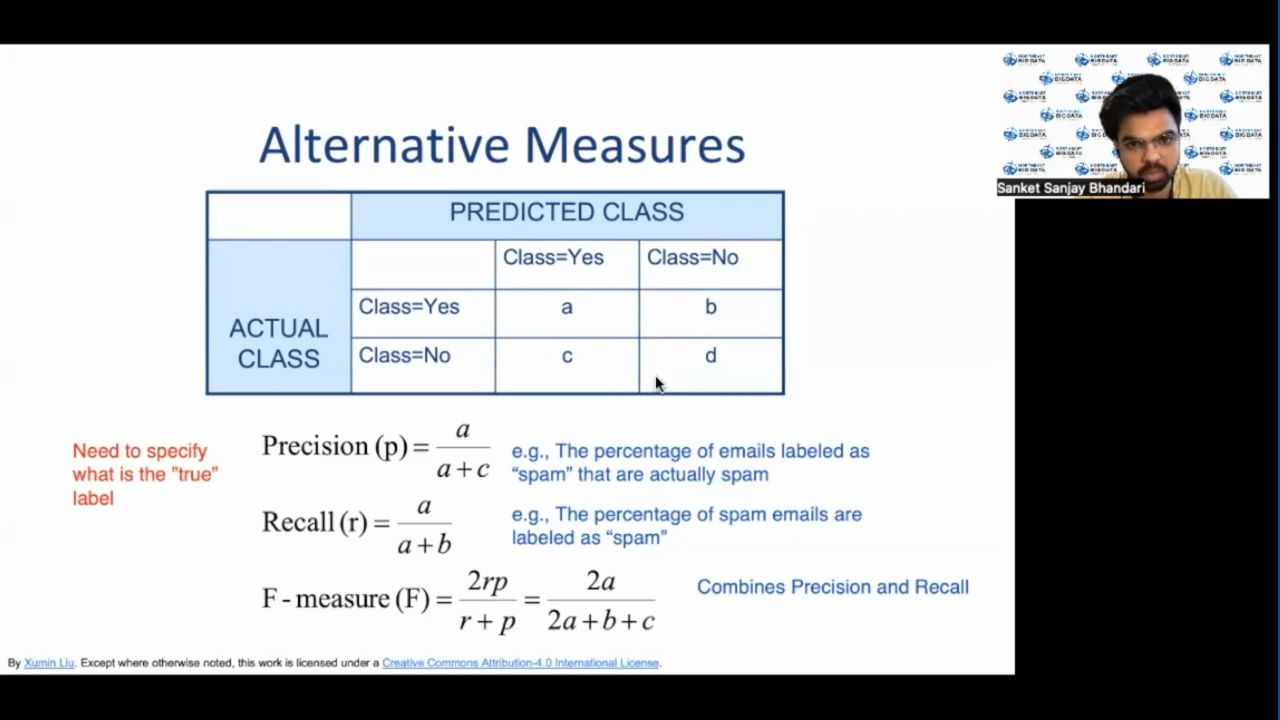 Alternative Measures
PREDICTED CLASS
Class=Yes Class=No
ACTUAL
CLASS
Class=Yes a b
Class=No c d
Need to specify
what is the "true"
label
Precision (p) = a / (a + c)
e.g., The percentage of emails labeled as
“spam” that are actually spam
Recall (r) = a / (a + b)
e.g., The percentage of spam emails are
labeled as “spam”
F - measure (F) = 2rp / (r + p) = 2a / (2a + b + c)
Combines Precision and Recall
By Xumin Liu. Except where otherwise noted, this work is licensed under a Creative Commons Attribution-4.0 International License.
Sanket Sanjay Bhandari
NORTHEAST
BIG DATA